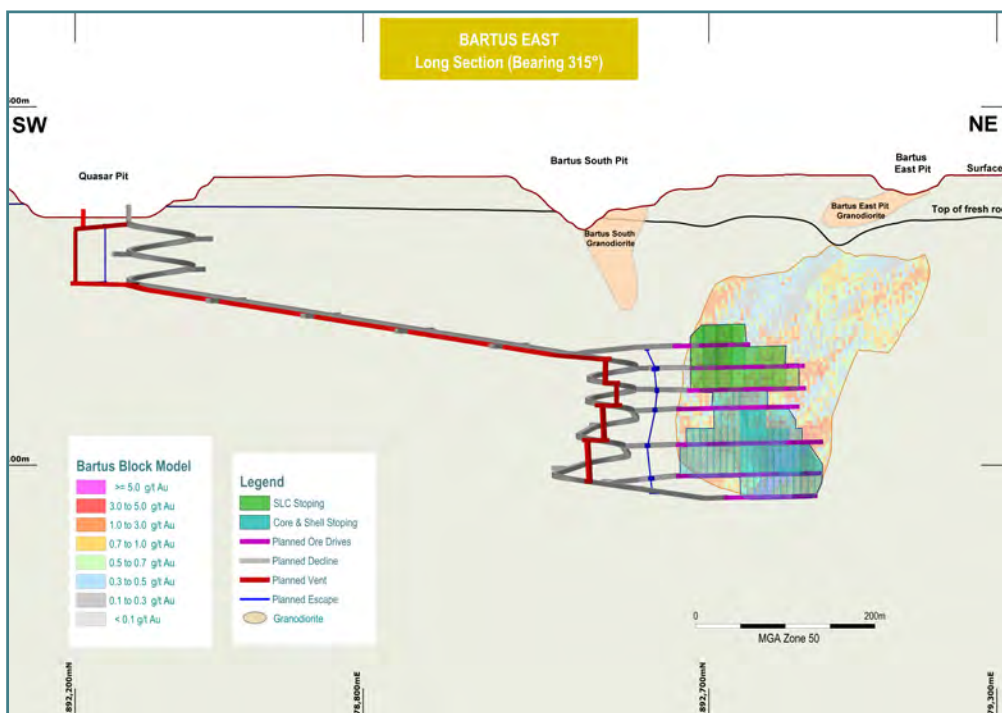 BARTUS EAST
Long Section (Bearing 315°)
00m
SW
NE
Quasar Pit
Bartus South Pit
Bartus
East Pit
Surface
Bartus East Pit
Granodiorite
Top of fresh ro
Bartus South
Granodiorite
00m
Bartus Block Model
>= 5.0 g/t Au
3.0 to 5.0 g/t Au
1.0 to 3.0 g/t Au
0.7 to 1.0 g/t Au
0.5 to 0.7 g/t Au
0.3 to 0.5 g/t Au
0.1 to 0.3 g/t Au
< 0.1 g/t Au
Legend
SLC Stoping
Core & Shell Stoping
Planned Ore Drives
Planned Decline
Planned Vent
Planned Escape
Granodiorite
0
200m
MGA Zone 50
892,200mN
78,800mE
892,700mN
79,300mE